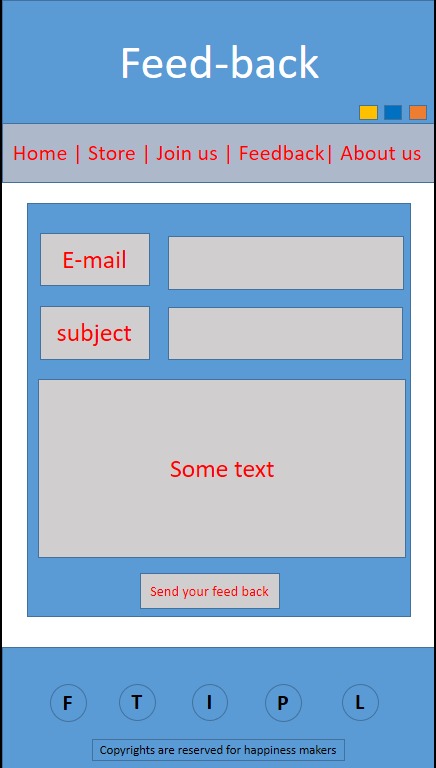 Feed-back
Home | Store | Join us | Feedback| About us
E-mail
subject
Some text
Send your feed back
F T I P L
Copyrights are reserved for happiness makers